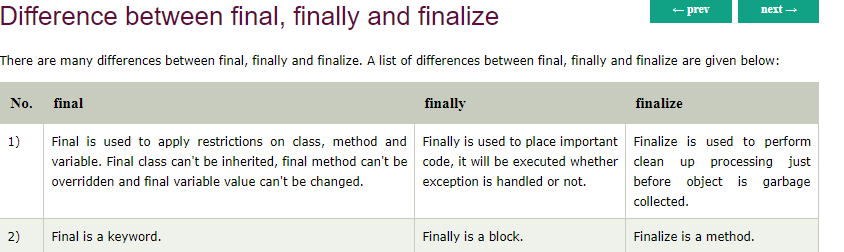 Difference between final, finally and finalize
← prev
next →
There are many differences between final, finally and finalize. A list of differences between final, finally and finalize are given below:
No. final finally finalize
1) Final is used to apply restrictions on class, method and
variable. Final class can't be inherited, final method can't be
overridden and final variable value can't be changed.
Finally is used to place important
code, it will be executed whether
exception is handled or not.
Finalize is used to perform
clean up processing just
before object is garbage
collected.
2) Final is a keyword. Finally is a block. Finalize is a method.